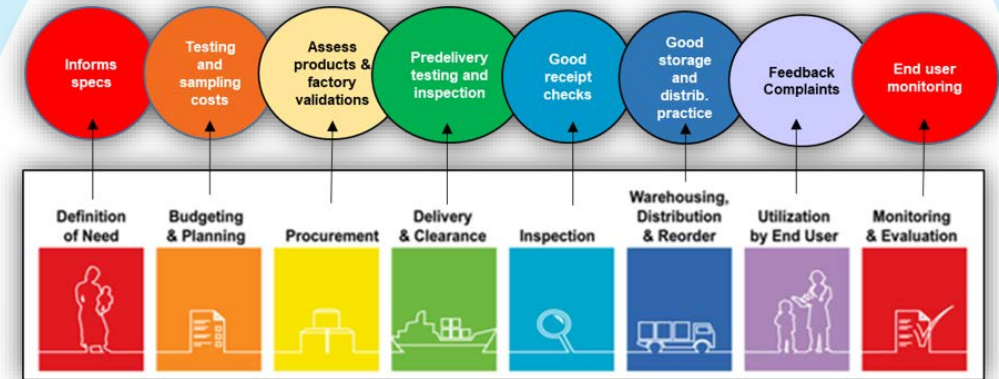 Informs
specs
Testing
and
sampling
costs
Assess
products &
factory
validations
Predelivery
testing and
inspection
Good
receipt
checks
Good
storage
and
distrib.
practice
Feedback
Complaints
End user
monitoring
Definition
of Need
Budgeting
& Planning
Procurement
Delivery
& Clearance
Inspection
Warehousing,
Distribution
& Reorder
Utilization
by End User
Monitoring
& Evaluation